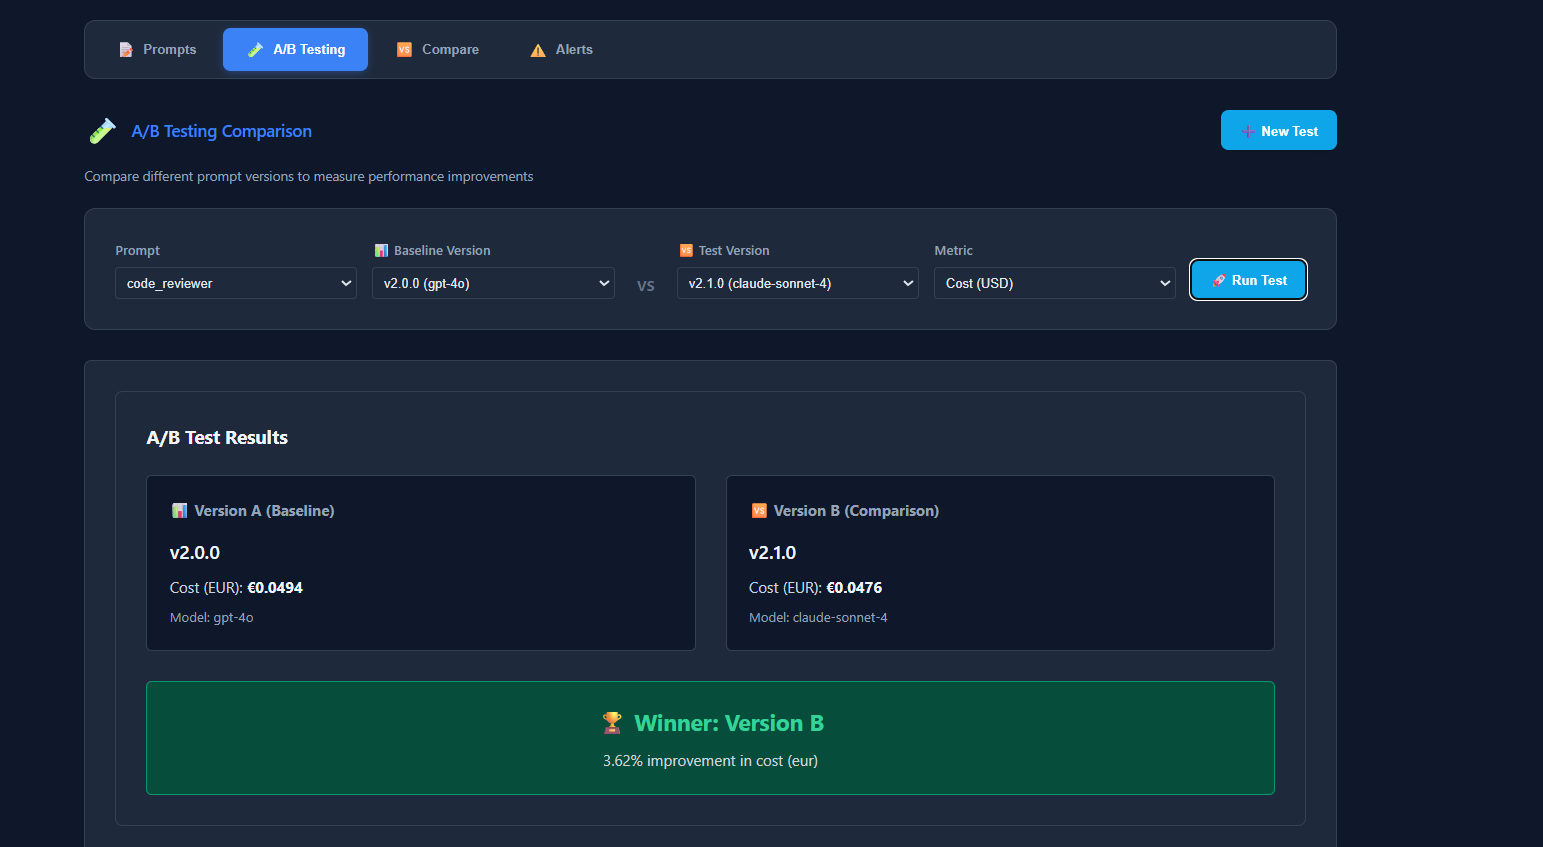 Prompts
A/B Testing
VS Compare
Alerts
A/B Testing Comparison
New Test
Compare different prompt versions to measure performance improvements
Prompt
Baseline Version
VS Test Version
Metric
code_reviewer
v2.0.0 (gpt-4o)
VS
v2.1.0 (claude-sonnet-4)
Cost (USD)
Run Test
A/B Test Results
Version A (Baseline)
v2.0.0
Cost (EUR): €0.0494
Model: gpt-4o
VS Version B (Comparison)
v2.1.0
Cost (EUR): €0.0476
Model: claude-sonnet-4
Winner: Version B
3.62% improvement in cost (eur)